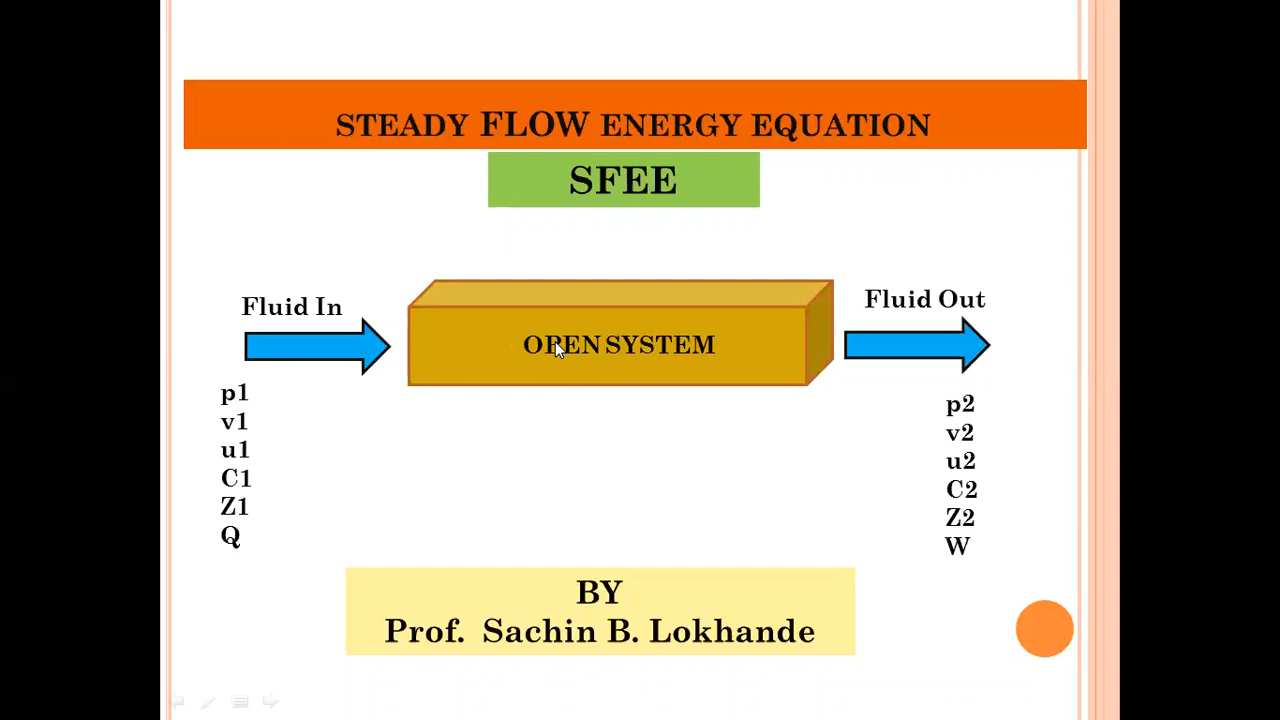 STEADY FLOW ENERGY EQUATION
SFEE
Fluid In
Fluid Out
OPEN SYSTEM
p1
v1
u1
C1
Z1
Q
p2
v2
u2
C2
Z2
W
BY
Prof. Sachin B. Lokhande